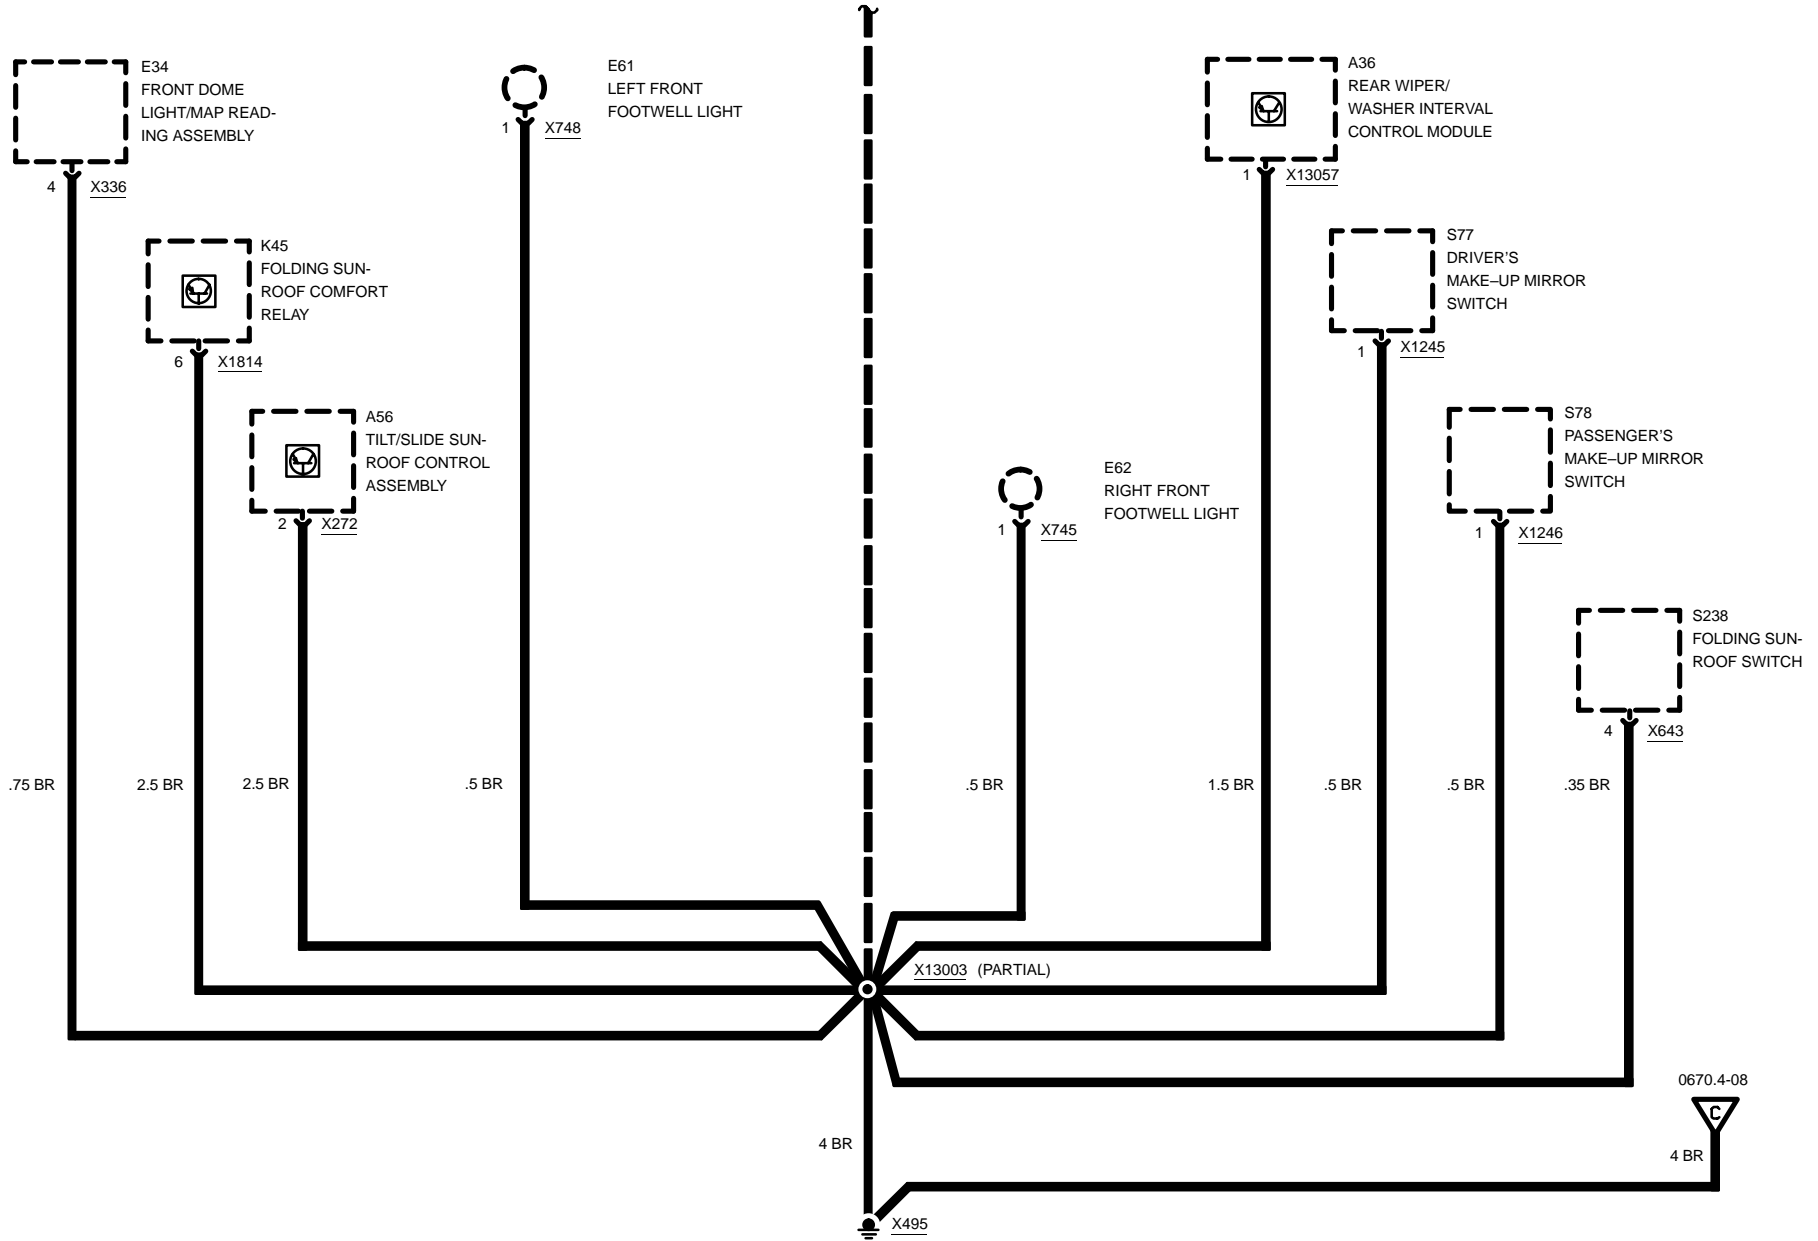 E34
FRONT DOME
LIGHT/MAP READ-
ING ASSEMBLY
4 X336
K45
FOLDING SUN-
ROOF COMFORT
RELAY
6 X1814
A56
TILT/SLIDE SUN-
ROOF CONTROL
ASSEMBLY
2 X272
E61
LEFT FRONT
FOOTWELL LIGHT
1 X748
E62
RIGHT FRONT
FOOTWELL LIGHT
1 X745
A36
REAR WIPER/
WASHER INTERVAL
CONTROL MODULE
1 X13057
S77
DRIVER'S
MAKE–UP MIRROR
SWITCH
1 X1245
S78
PASSENGER'S
MAKE–UP MIRROR
SWITCH
1 X1246
S238
FOLDING SUN-
ROOF SWITCH
4 X643
.75 BR 2.5 BR 2.5 BR .5 BR .5 BR 1.5 BR .5 BR .5 BR .35 BR
X13003 (PARTIAL)
0670.4-08
C
4 BR
4 BR
X495